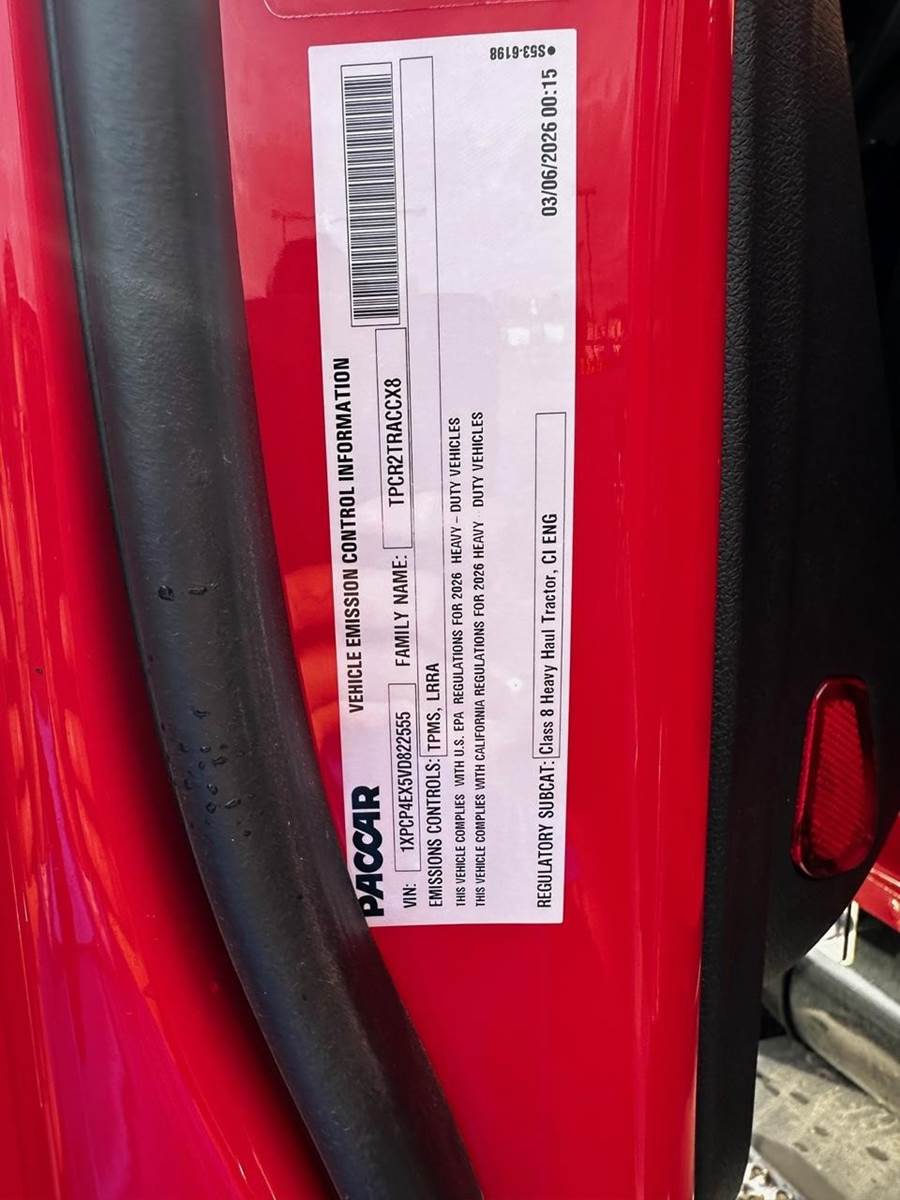 ●S53-6198
PACCAR
VEHICLE EMISSION CONTROL INFORMATION
VIN: 1XPCP4EX5VD822555 FAMILY NAME: TPCR2TRACCX8
EMISSIONS CONTROLS: TPMS, LRRA
THIS VEHICLE COMPLIES WITH U.S. EPA REGULATIONS FOR 2026 HEAVY – DUTY VEHICLES
THIS VEHICLE COMPLIES WITH CALIFORNIA REGULATIONS FOR 2026 HEAVY DUTY VEHICLES
REGULATORY SUBCAT: Class 8 Heavy Haul Tractor, CI ENG
03/06/2026 00:15